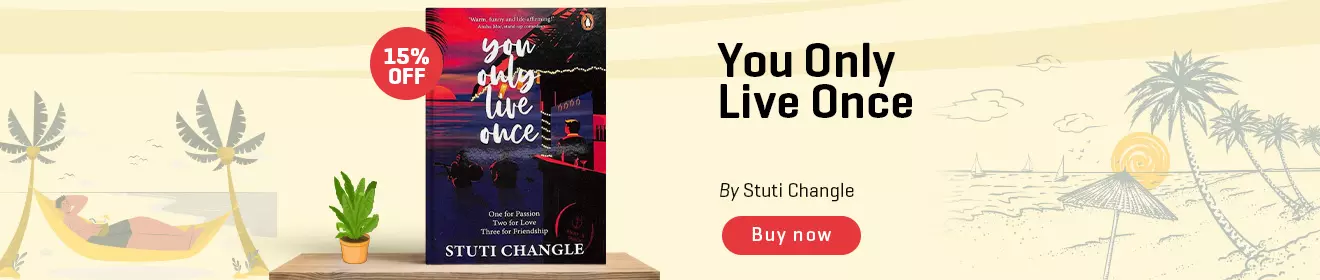 15%
OFF
"Warm, funny and life-affirming!"
you
only
live
once
One for Passion
Two for Love
Three for Friendship
STUTI CHANGLE
You Only
Live Once
By Stuti Changle
Buy now